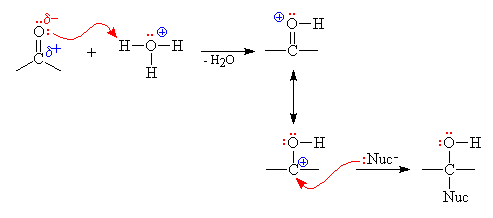 δ-
O
C δ+
+
H O ⊕ H
H
- H2O
⊕ O H
C
:O H
C ⊕
:Nuc-
:O H
C
Nuc